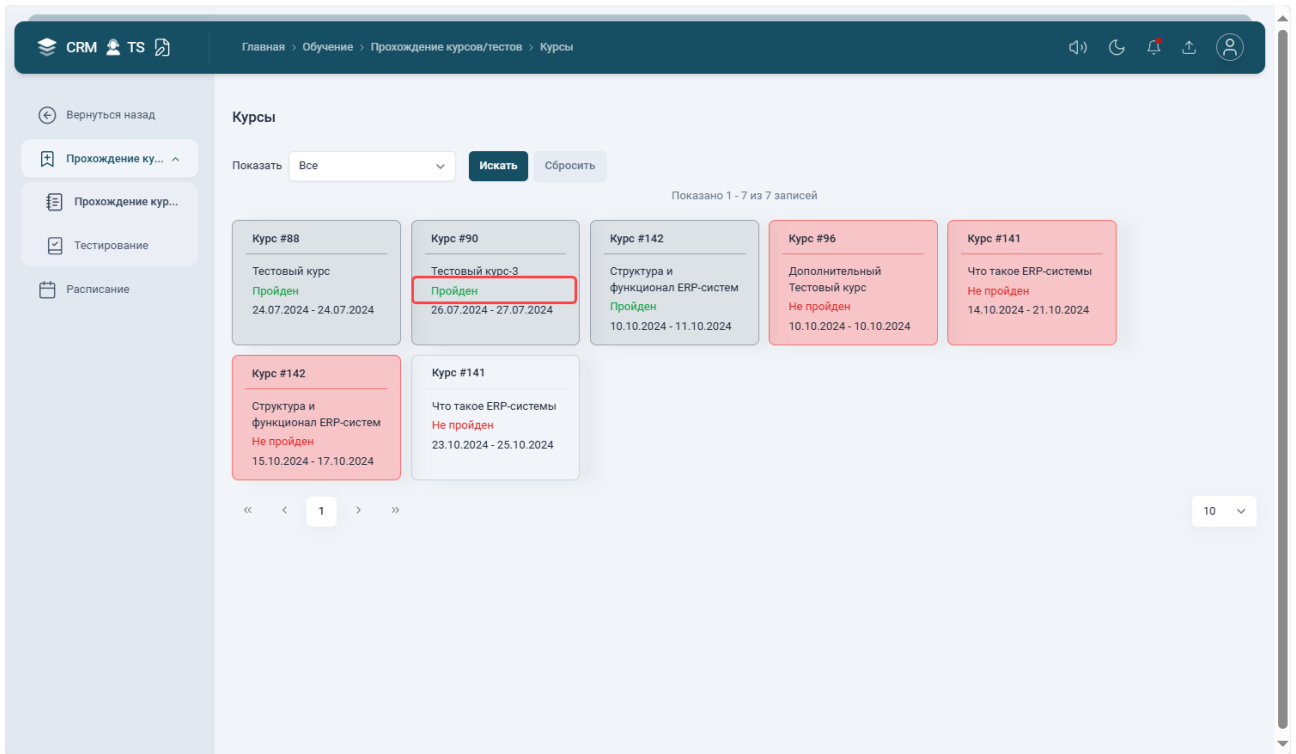 CRM TS
Главная > Обучение > Прохождение курсов/тестов > Курсы
Вернуться назад
Прохождение ку...
Прохождение кур...
Тестирование
Расписание
Курсы
Показать Все Искать Сбросить
Показано 1 - 7 из 7 записей
Курс #88
Тестовый курс
Пройден
24.07.2024 - 24.07.2024
Курс #90
Тестовый курс-3
Пройден
26.07.2024 - 27.07.2024
Курс #142
Структура и
функционал ERP-систем
Пройден
10.10.2024 - 11.10.2024
Курс #96
Дополнительный
Тестовый курс
Не пройден
10.10.2024 - 10.10.2024
Курс #141
Что такое ERP-системы
Не пройден
14.10.2024 - 21.10.2024
Курс #142
Структура и
функционал ERP-систем
Не пройден
15.10.2024 - 17.10.2024
Курс #141
Что такое ERP-системы
Не пройден
23.10.2024 - 25.10.2024
« < 1 > »
10